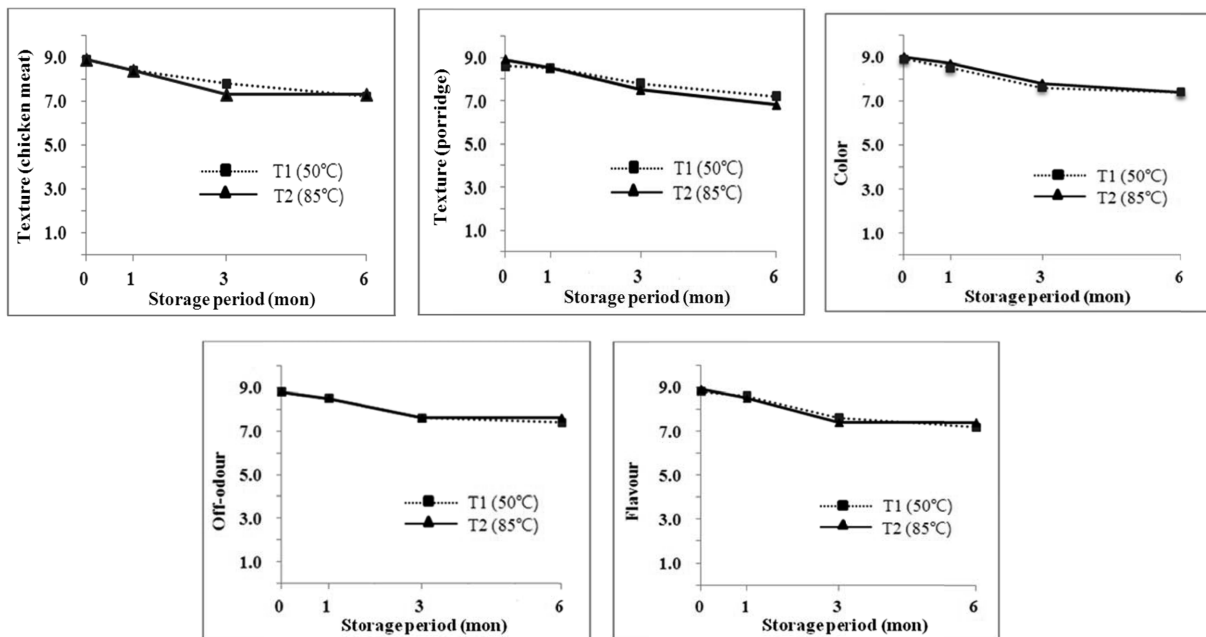 Texture (chicken meat)
9.0
7.0
5.0
3.0
1.0
T1 (50℃)
T2 (85℃)
0 1 3 6
Storage period (mon)
Texture (porridge)
9.0
7.0
5.0
3.0
1.0
T1 (50℃)
T2 (85℃)
0 1 3 6
Storage period (mon)
Color
9.0
7.0
5.0
3.0
1.0
T1 (50℃)
T2 (85℃)
0 1 3 6
Storage period (mon)
Off-odour
9.0
7.0
5.0
3.0
1.0
T1 (50℃)
T2 (85℃)
0 1 3 6
Storage period (mon)
Flavour
9.0
7.0
5.0
3.0
1.0
T1 (50℃)
T2 (85℃)
0 1 3 6
Storage period (mon)